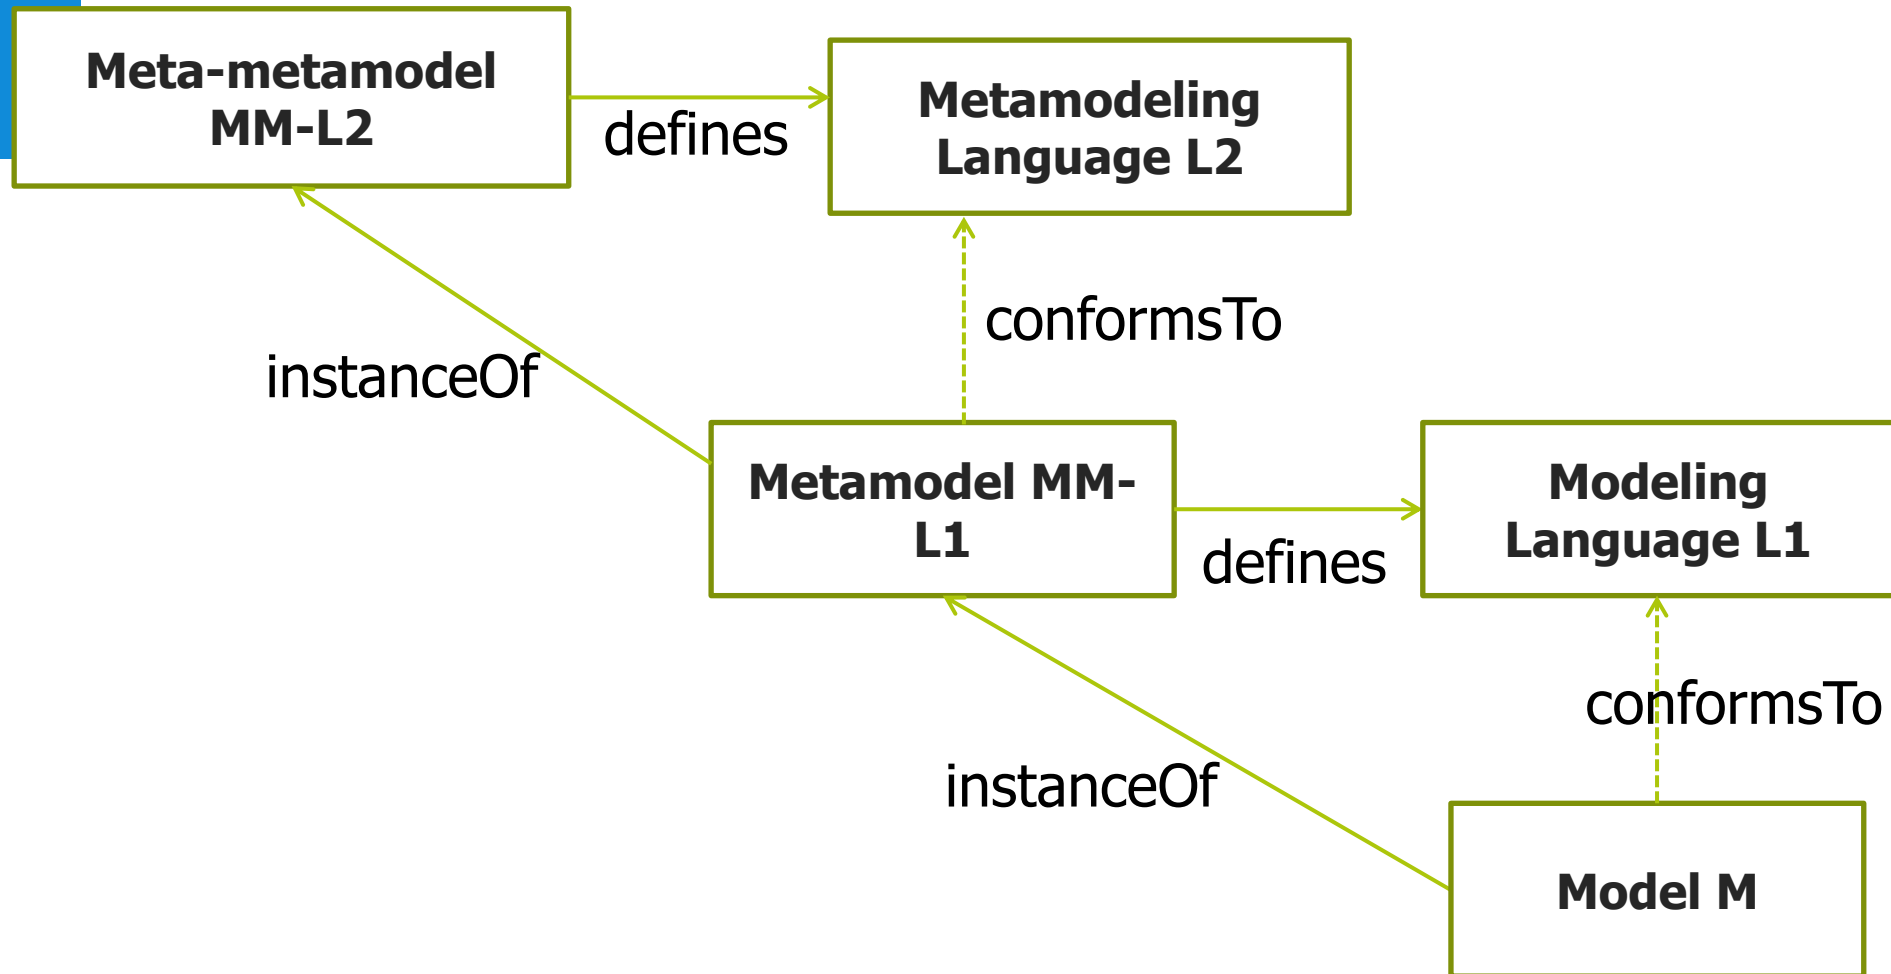 Meta-metamodel
MM-L2
defines
Metamodeling
Language L2
conformsTo
instanceOf
Metamodel MM-
L1
defines
Modeling
Language L1
conformsTo
instanceOf
Model M